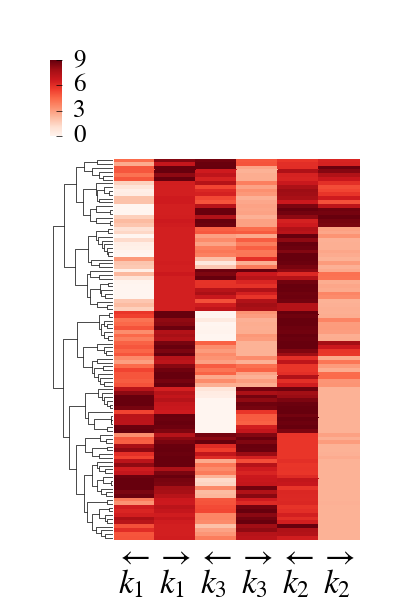 9
6
3
0
← → ← → ← →
k₁ k₁ k₃ k₃ k₂ k₂